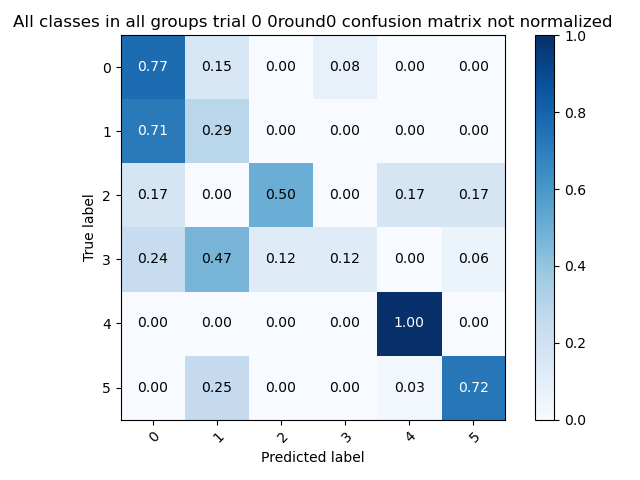 All classes in all groups trial 0 0round0 confusion matrix not normalized
0 0.77 0.15 0.00 0.08 0.00 0.00
1 0.71 0.29 0.00 0.00 0.00 0.00
2 0.17 0.00 0.50 0.00 0.17 0.17
3 0.24 0.47 0.12 0.12 0.00 0.06
4 0.00 0.00 0.00 0.00 1.00 0.00
5 0.00 0.25 0.00 0.00 0.03 0.72
0 1 2 3 4 5
True label
Predicted label
1.0
0.8
0.6
0.4
0.2
0.0